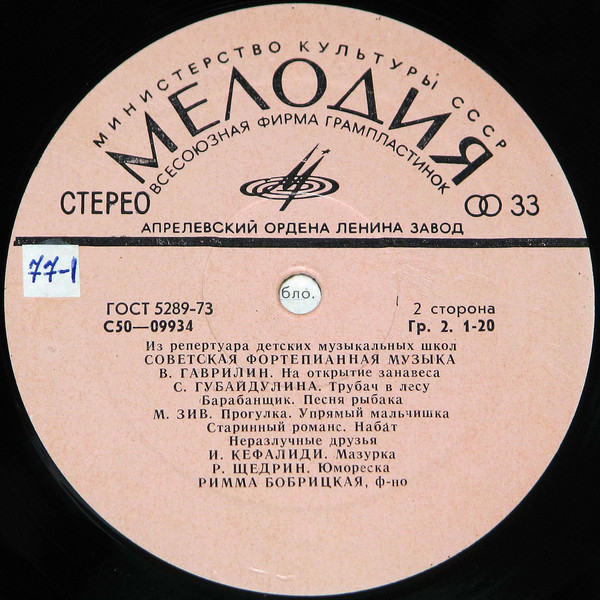 МИНИСТЕРСТВО КУЛЬТУРЫ СССР
МЕЛОДИЯ
ВСЕСОЮЗНАЯ ФИРМА ГРАМПЛАСТИНОК
СТЕРЕО
33
АПРЕЛЕВСКИЙ ОРДЕНА ЛЕНИНА ЗАВОД
77-1
бло.
ГОСТ 5289-73
2 сторона
С50—09934
Гр. 2. 1-20
Из репертуара детских музыкальных школ
СОВЕТСКАЯ ФОРТЕПИАННАЯ МУЗЫКА
В. ГАВРИЛИН. На открытие занавеса
С. ГУБАЙДУЛИНА. Трубач в лесу
Барабанщик. Песня рыбака
М. ЗИВ. Прогулка. Упрямый мальчишка
Старинный романс. Набат
Неразлучные друзья
И. КЕФАЛИДИ. Мазурка
Р. ЩЕДРИН. Юмореска
РИММА БОБРИЦКАЯ, ф-но